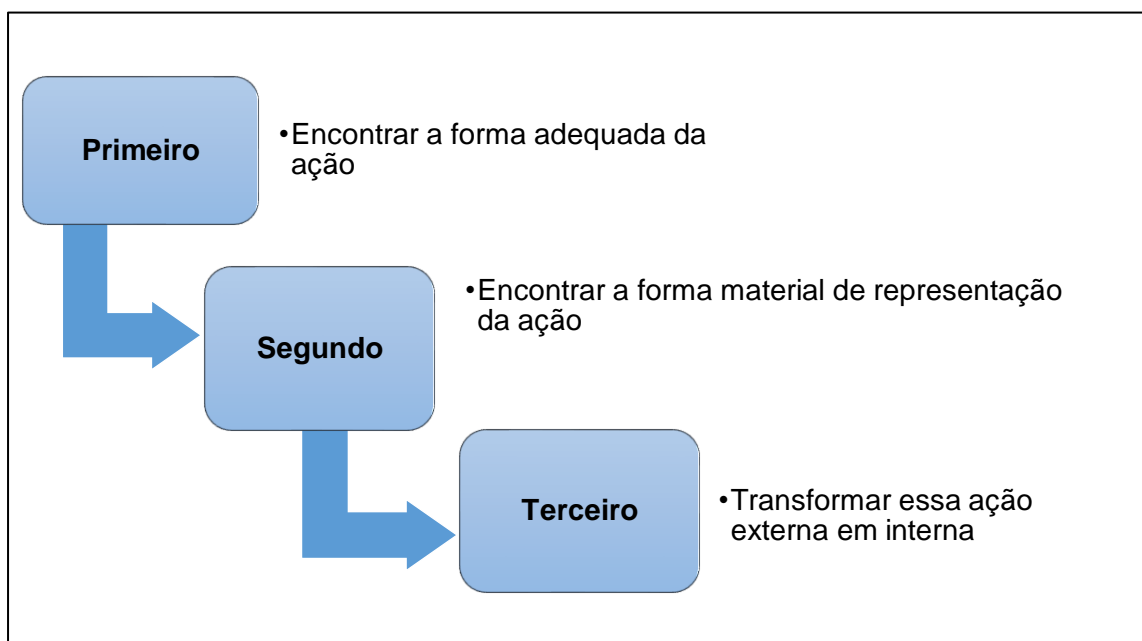 Primeiro
•Encontrar a forma adequada da
ação
Segundo
•Encontrar a forma material de representação
da ação
Terceiro
•Transformar essa ação
externa em interna